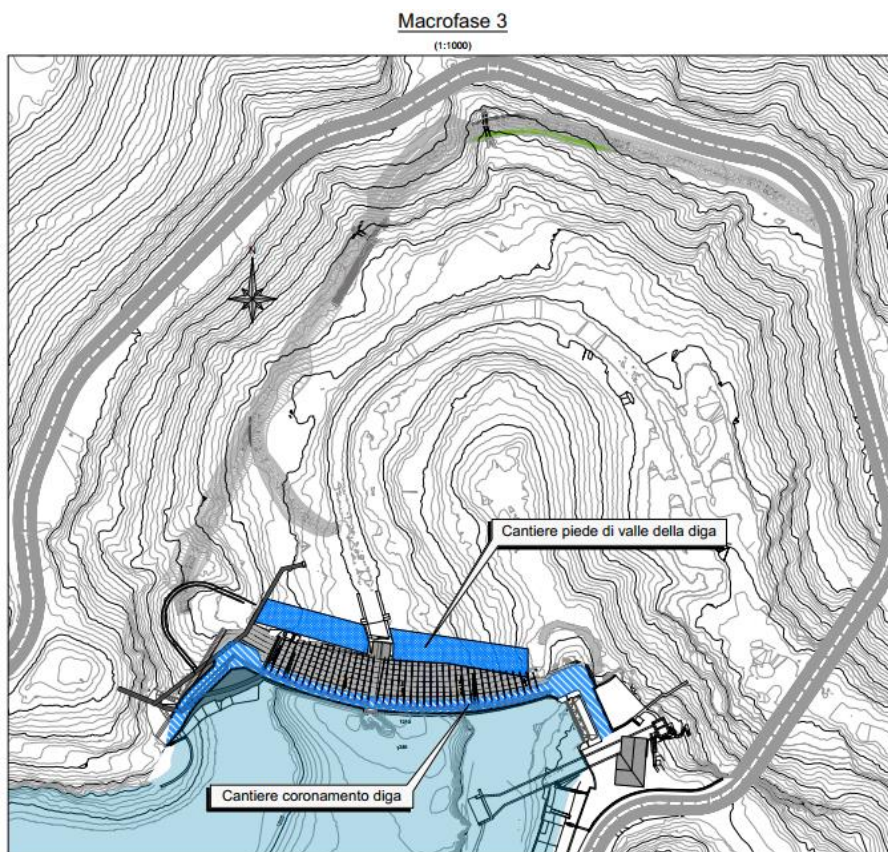 Macrofase 3
(1:1000)
N
Cantiere piede di valle della diga
Cantiere coronamento diga